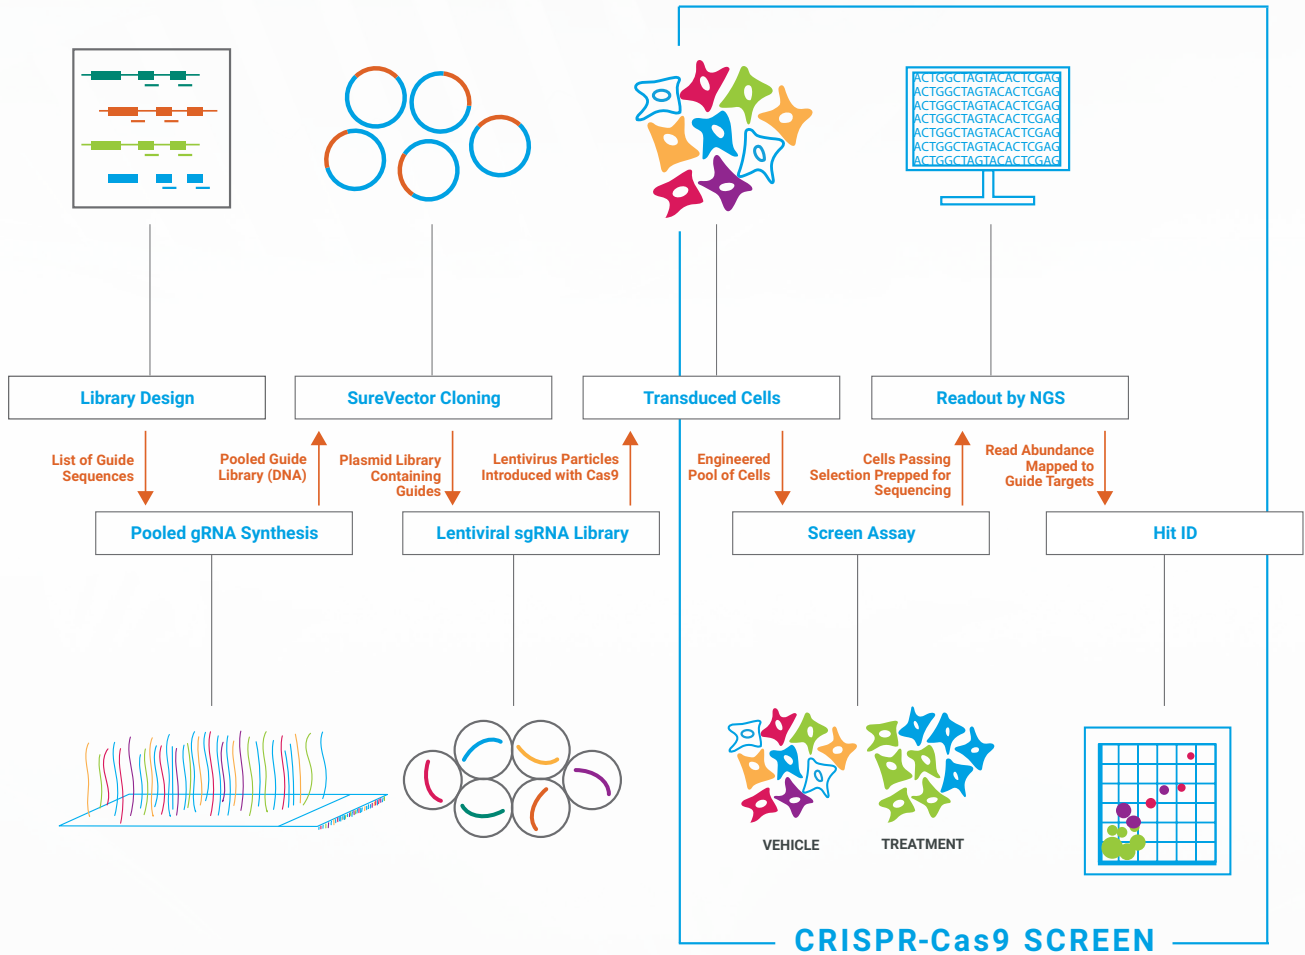 ACTGGCTAGTACACTCGAG
ACTGGCTAGTACACTCGAG
ACTGGCTAGTACACTCGAG
ACTGGCTAGTACACTCGAG
ACTGGCTAGTACACTCGAG
ACTGGCTAGTACACTCGAG
ACTGGCTAGTACACTCGAG
Library Design
SureVector Cloning
Transduced Cells
Readout by NGS
List of Guide
Sequences
Pooled Guide
Library (DNA)
Plasmid Library
Containing
Guides
Lentivirus Particles
Introduced with Cas9
Engineered
Pool of Cells
Cells Passing
Selection Prepped for
Sequencing
Read Abundance
Mapped to
Guide Targets
Pooled gRNA Synthesis
Lentiviral sgRNA Library
Screen Assay
Hit ID
VEHICLE
TREATMENT
CRISPR-Cas9 SCREEN